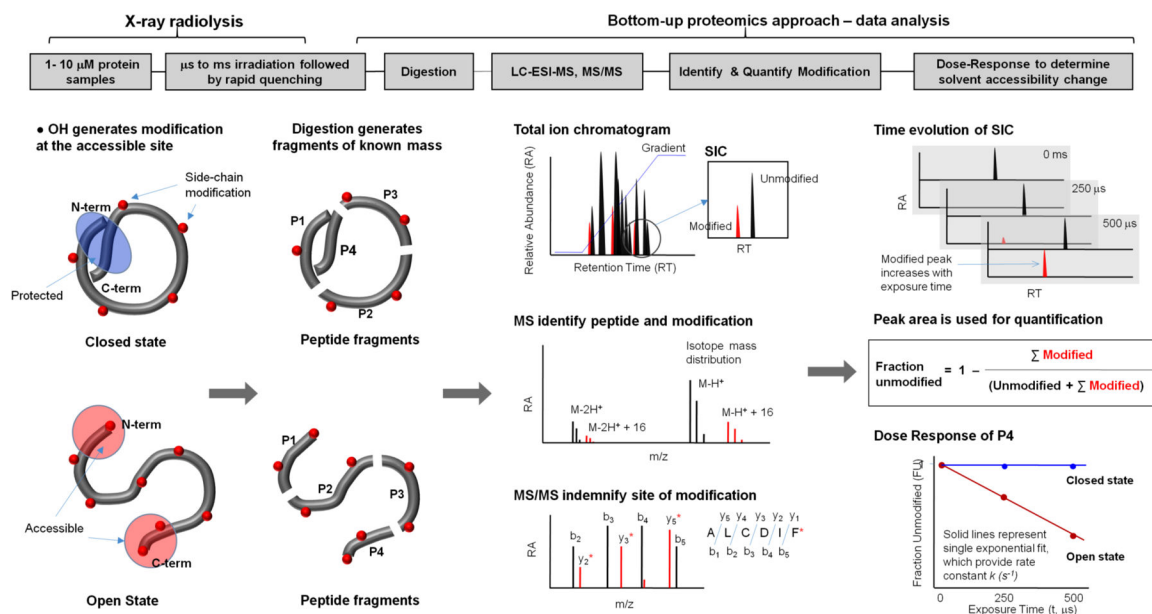 X-ray radiolysis
Bottom-up proteomics approach – data analysis
1- 10 μM protein
samples
μs to ms irradiation followed
by rapid quenching
Digestion
LC-ESI-MS, MS/MS
Identify & Quantify Modification
Dose-Response to determine
solvent accessibility change
● OH generates modification
at the accessible site
Side-chain
modification
N-term
Protected
C-term
Closed state
N-term
Accessible
C-term
Open State
Digestion generates
fragments of known mass
P3
P1
P4
P2
Peptide fragments
P1
P2
P3
P4
Peptide fragments
Total ion chromatogram
Relative Abundance (RA)
Gradient
SIC
Unmodified
Modified
RT
Retention Time (RT)
MS identify peptide and modification
Isotope mass
distribution
RA
M-2H⁺
M-2H⁺ + 16
M-H⁺
M-H⁺ + 16
m/z
MS/MS indemnify site of modification
RA
b₂
y₂*
b₃
y₃*
b₄
y₅*
b₅
y₅ y₄ y₃ y₂ y₁
A L C D I F*
b₁ b₂ b₃ b₄ b₅
m/z
Time evolution of SIC
RA
0 ms
250 μs
500 μs
Modified peak
increases with
exposure time
RT
Peak area is used for quantification
Fraction
unmodified = 1 – ∑ Modified
(Unmodified + ∑ Modified)
Dose Response of P4
Fraction Unmodified (FU)
1
Closed state
Solid lines represent
single exponential fit,
which provide rate
constant k (s⁻¹)
Open state
0 250 500
Exposure Time (t, μs)